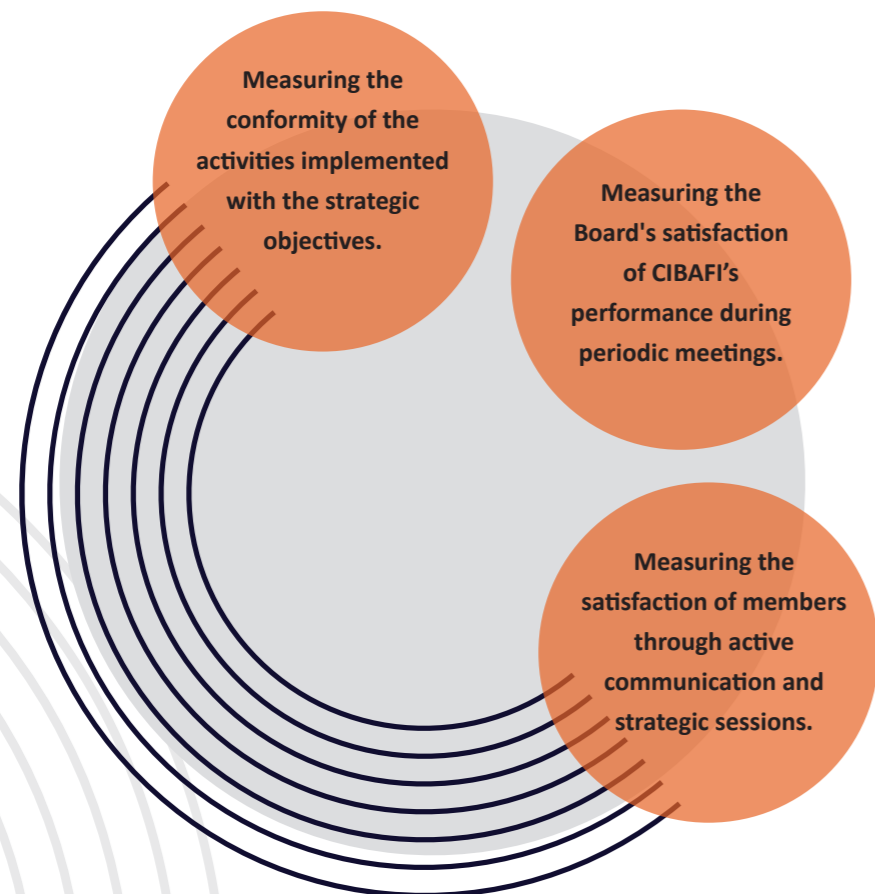 Measuring the
conformity of the
activities implemented
with the strategic
objectives.
Measuring the
Board's satisfaction
of CIBAFI’s
performance during
periodic meetings.
Measuring the
satisfaction of members
through active
communication and
strategic sessions.